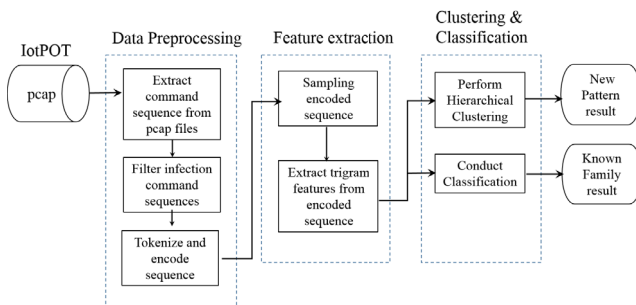 IotPOT
pcap
Data Preprocessing
Extract
command
sequence from
pcap files
Filter infection
command
sequences
Tokenize and
encode
sequence
Feature extraction
Sampling
encoded
sequence
Extract trigram
features from
encoded
sequence
Clustering &
Classification
Perform
Hierarchical
Clustering
Conduct
Classification
New
Pattern
result
Known
Family
result